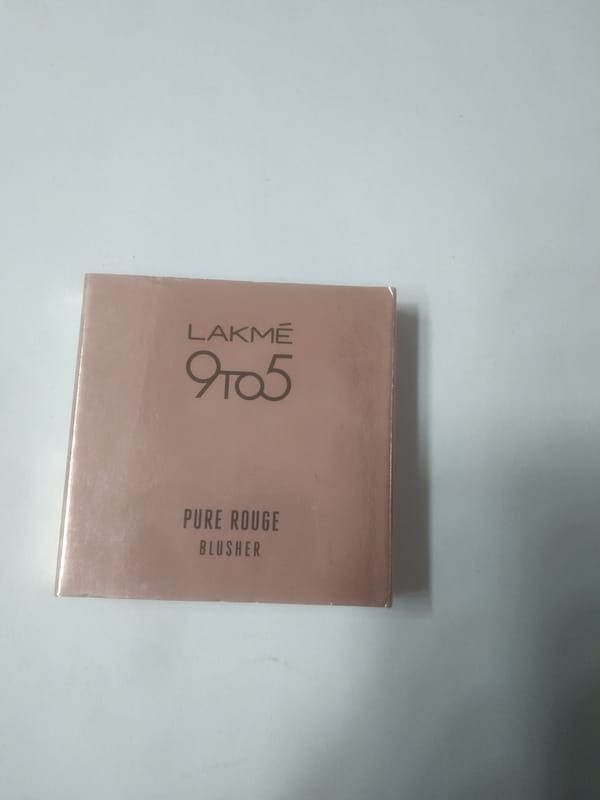 LAKMÉ
9TO5
PURE ROUGE
BLUSHER